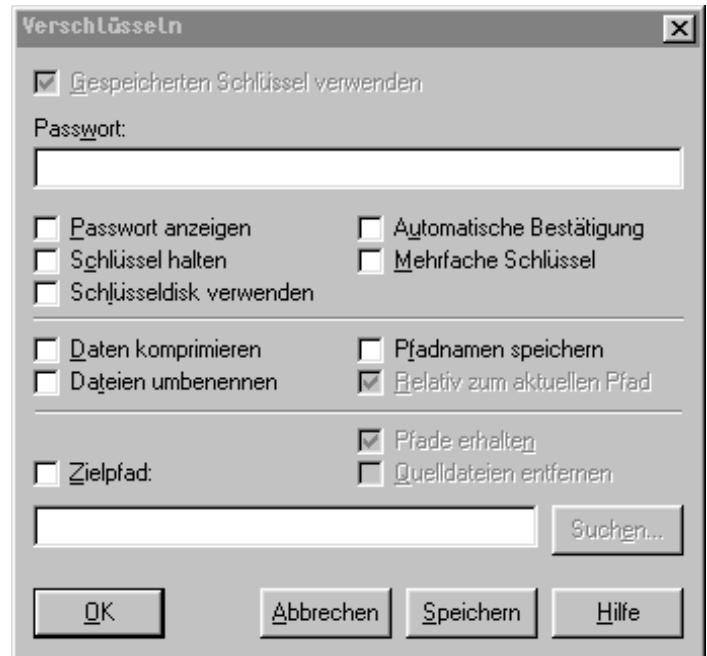 Verschlüsseln
Gespeicherten Schlüssel verwenden
Passwort:
Passwort anzeigen
Automatische Bestätigung
Schlüssel halten
Mehrfache Schlüssel
Schlüsseldisk verwenden
Daten komprimieren
Pfadnamen speichern
Dateien umbenennen
Relativ zum aktuellen Pfad
Pfade erhalten
Zielpfad:
Quelldateien entfernen
Suchen...
OK
Abbrechen
Speichern
Hilfe